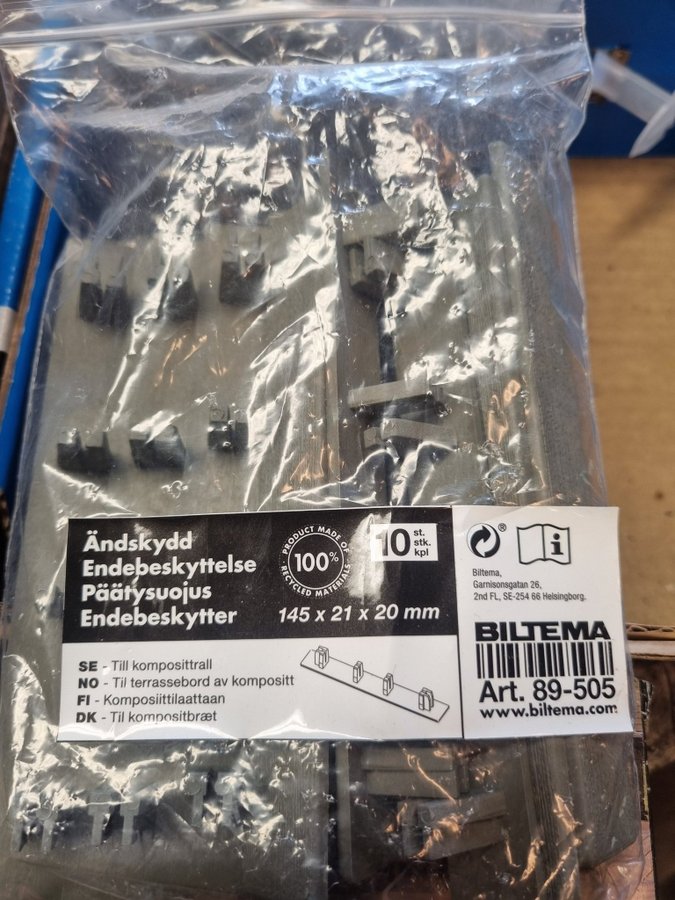 Ändskydd
Endebeskyttelse
Päätysuojus
Endebeskytter
PRODUCT MADE OF
100%
RECYCLED MATERIALS
10 st.
stk.
kpl
145 x 21 x 20 mm
SE - Till komposittrall
NO - Til terrassebord av kompositt
FI - Komposiittilaattaan
DK - Til kompositbræt
®
i
Biltema,
Garnisonsgatan 26,
2nd FL, SE-254 66 Helsingborg.
BILTEMA
Art. 89-505
www.biltema.com